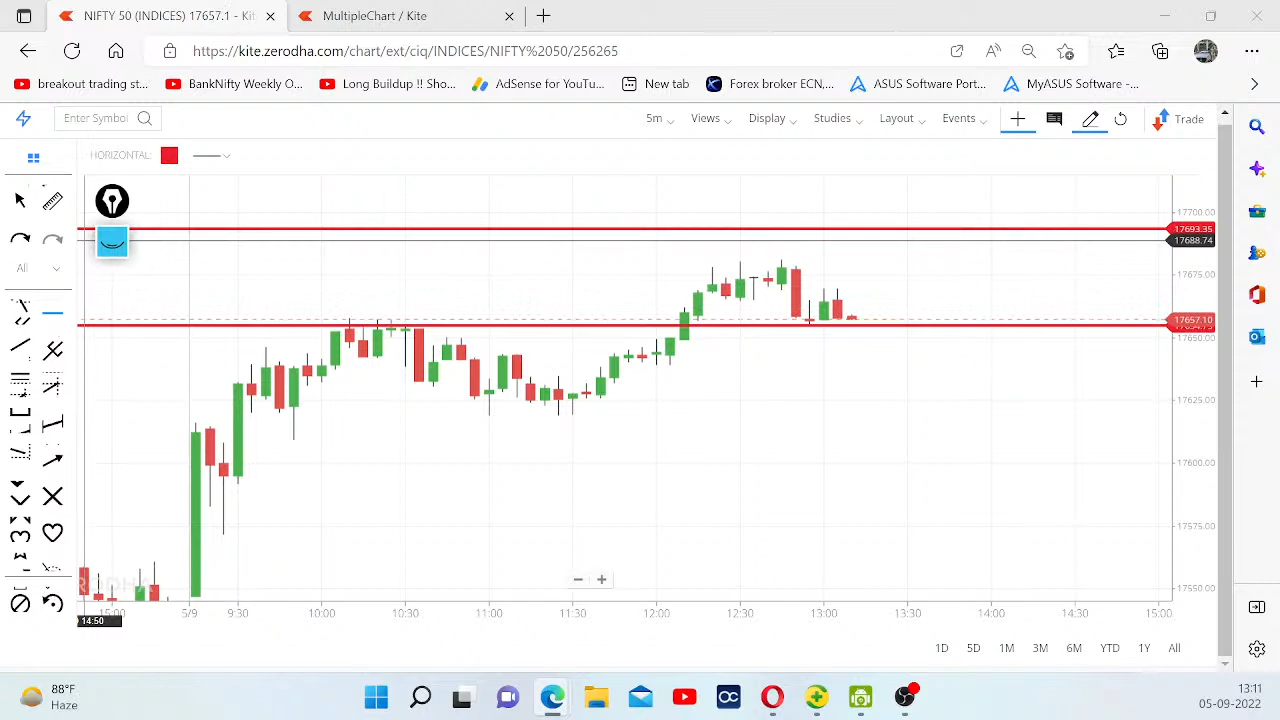 NIFTY 50 (INDICES) 17657.1 - Kit
MultipleChart / Kite
https://kite.zerodha.com/chart/ext/ciq/INDICES/NIFTY%2050/256265
breakout trading st...
BankNifty Weekly O...
Long Buildup !! Sho...
AdSense for YouTu...
New tab
Forex broker ECN,...
ASUS Software Port...
MyASUS Software -...
Enter Symbol
5m
Views
Display
Studies
Layout
Events
Trade
HORIZONTAL:
All
17700.00
17693.35
17688.74
17675.00
17657.10
17650.00
17625.00
17600.00
17575.00
17550.00
15:00
5/9
9:30
10:00
10:30
11:00
11:30
12:00
12:30
13:00
13:30
14:00
14:30
15:00
14:50
1D
5D
1M
3M
6M
YTD
1Y
All
88°F
Haze
13:11
05-09-2022